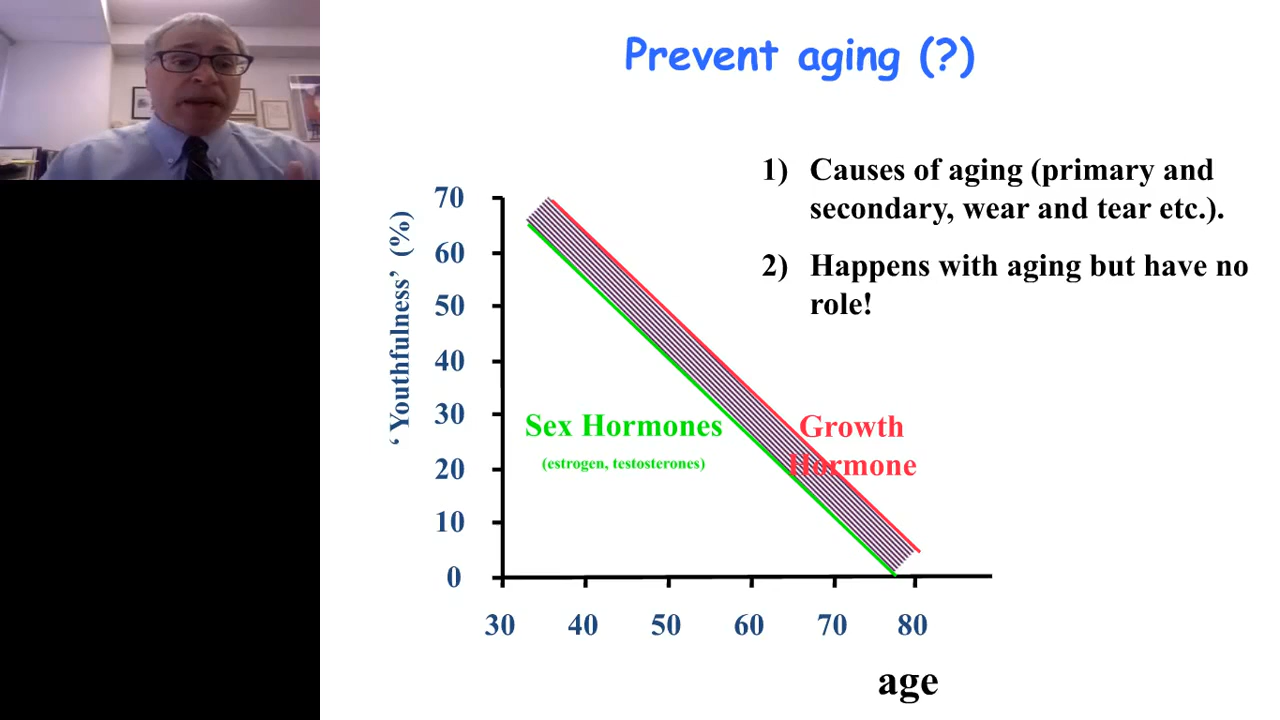 Prevent aging (?)
1) Causes of aging (primary and
secondary, wear and tear etc.).
2) Happens with aging but have no
role!
‘Youthfulness’ (%)
70
60
50
40
30
20
10
0
Sex Hormones
(estrogen, testosterones)
Growth
Hormone
30 40 50 60 70 80
age